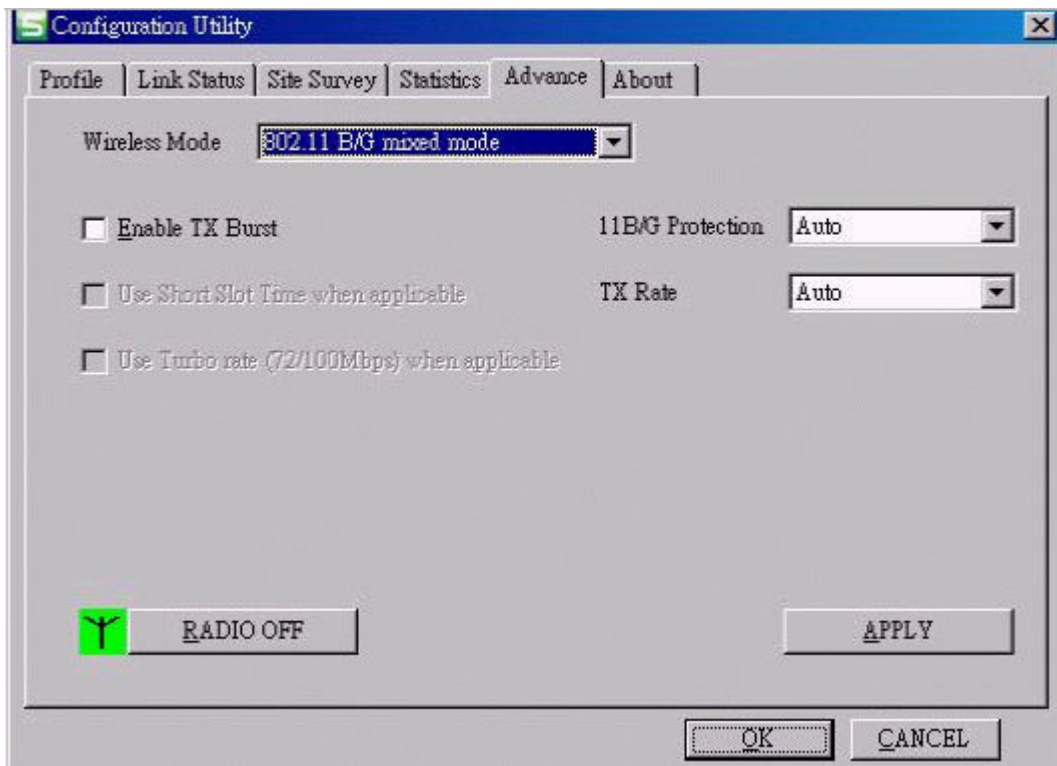 S Configuration Utility
Profile Link Status Site Survey Statistics Advance About
Wireless Mode 802.11 B/G mixed mode
Enable TX Burst 11B/G Protection Auto
Use Short Slot Time when applicable TX Rate Auto
Use Turbo rate (72/100Mbps) when applicable
RADIO OFF APPLY
OK CANCEL